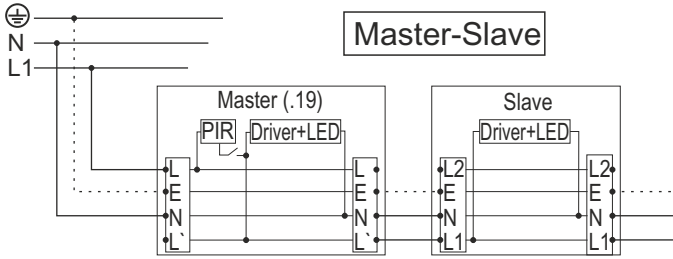 N
L1
Master-Slave
Master (.19)
PIR
Driver+LED
L
E
N
L`
L
E
N
L`
Slave
Driver+LED
L2
E
N
L1
L2
E
N
L1